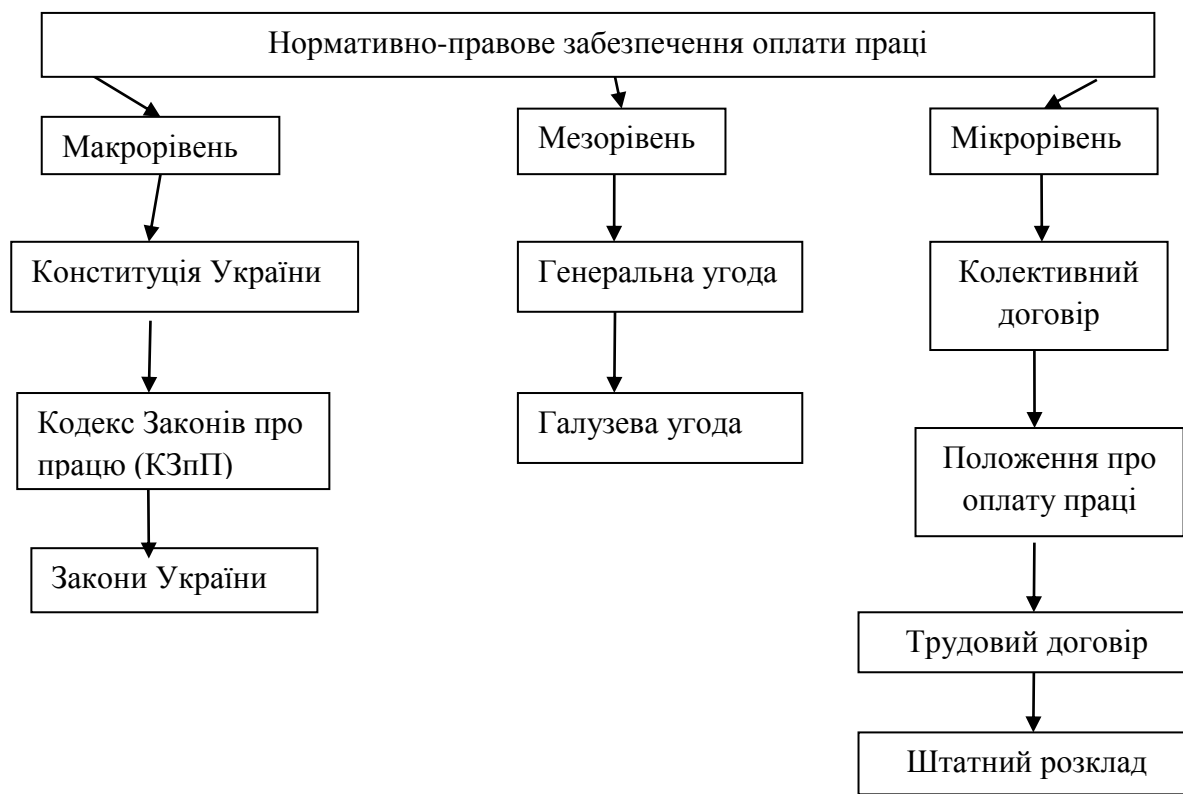 Нормативно-правове забезпечення оплати праці
Макрорівень
Мезорівень
Мікрорівень
Конституція України
Генеральна угода
Колективний
договір
Кодекс Законів про
працю (КЗпП)
Галузева угода
Положення про
оплату праці
Закони України
Трудовий договір
Штатний розклад